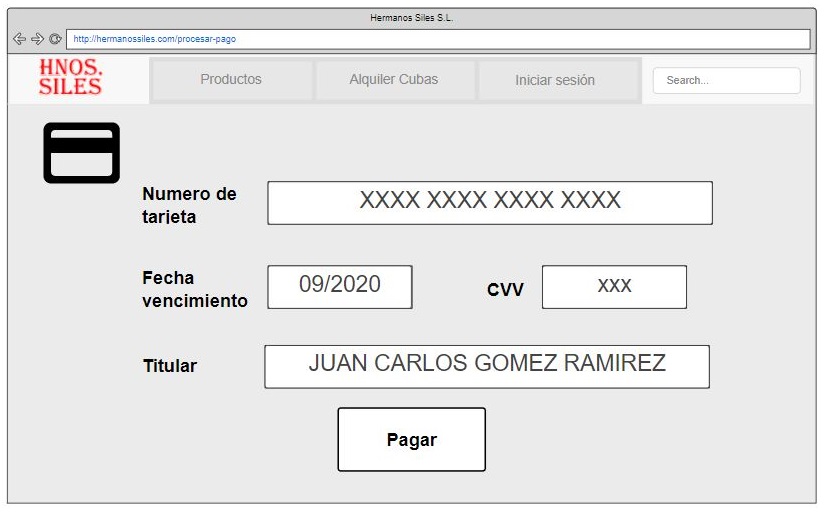 Hermanos Siles S.L.
http://hermanossiles.com/procesar-pago
HNOS.
SILES
Productos
Alquiler Cubas
Iniciar sesión
Search...
Numero de
tarjeta
XXXX XXXX XXXX XXXX
Fecha
vencimiento
09/2020
CVV
xxx
Titular
JUAN CARLOS GOMEZ RAMIREZ
Pagar